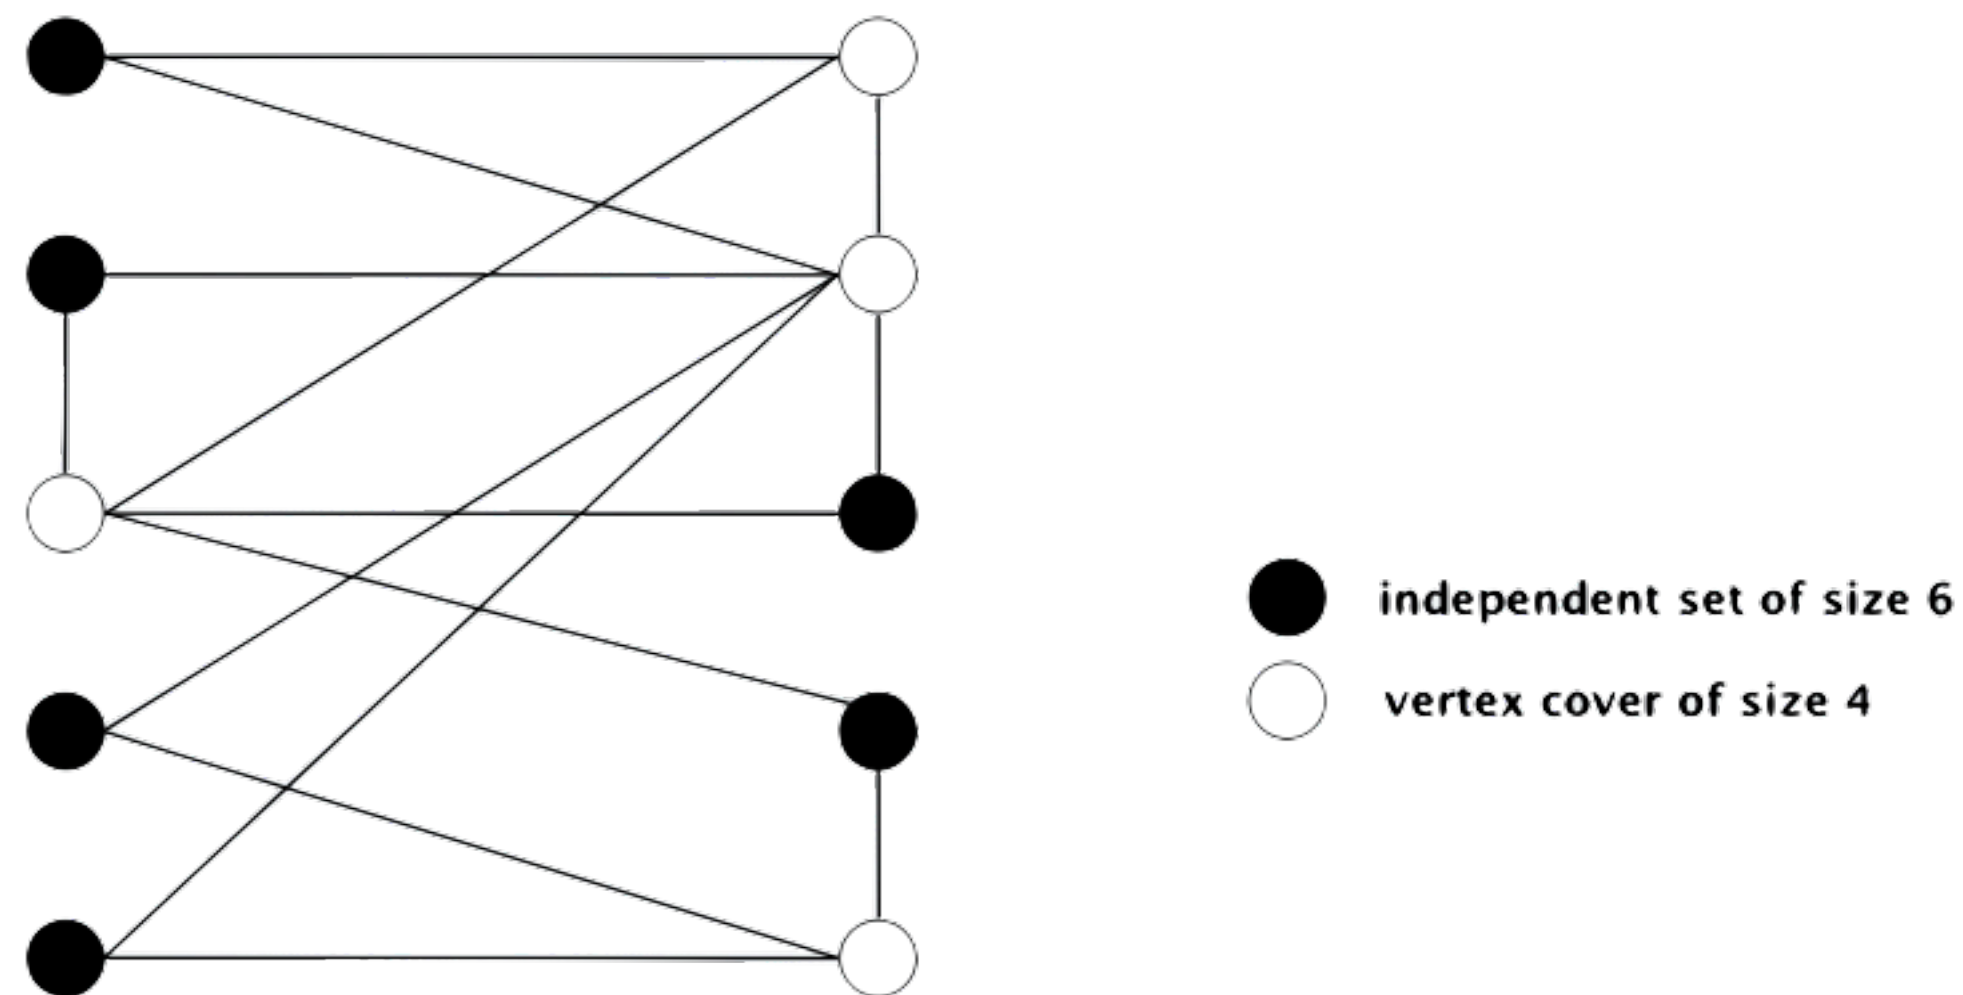 independent set of size 6
vertex cover of size 4